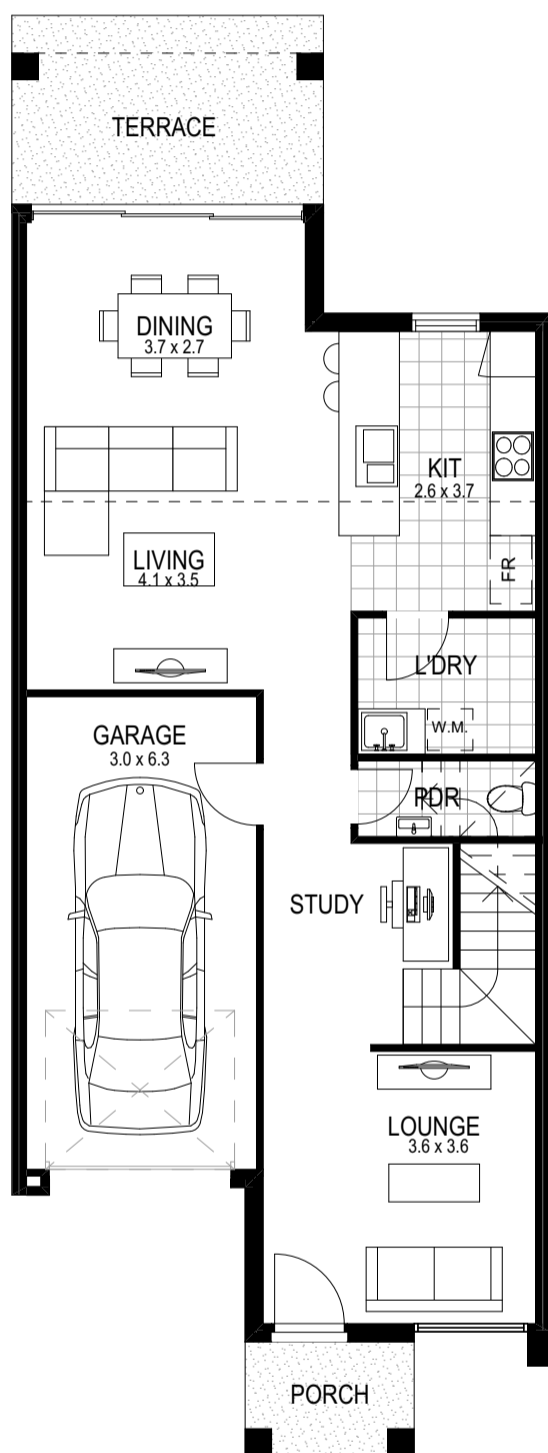 TERRACE
DINING
3.7 x 2.7
KIT
2.6 x 3.7
LIVING
4.1 x 3.5
FR
L'DRY
W.M.
GARAGE
3.0 x 6.3
PDR
STUDY
LOUNGE
3.6 x 3.6
PORCH